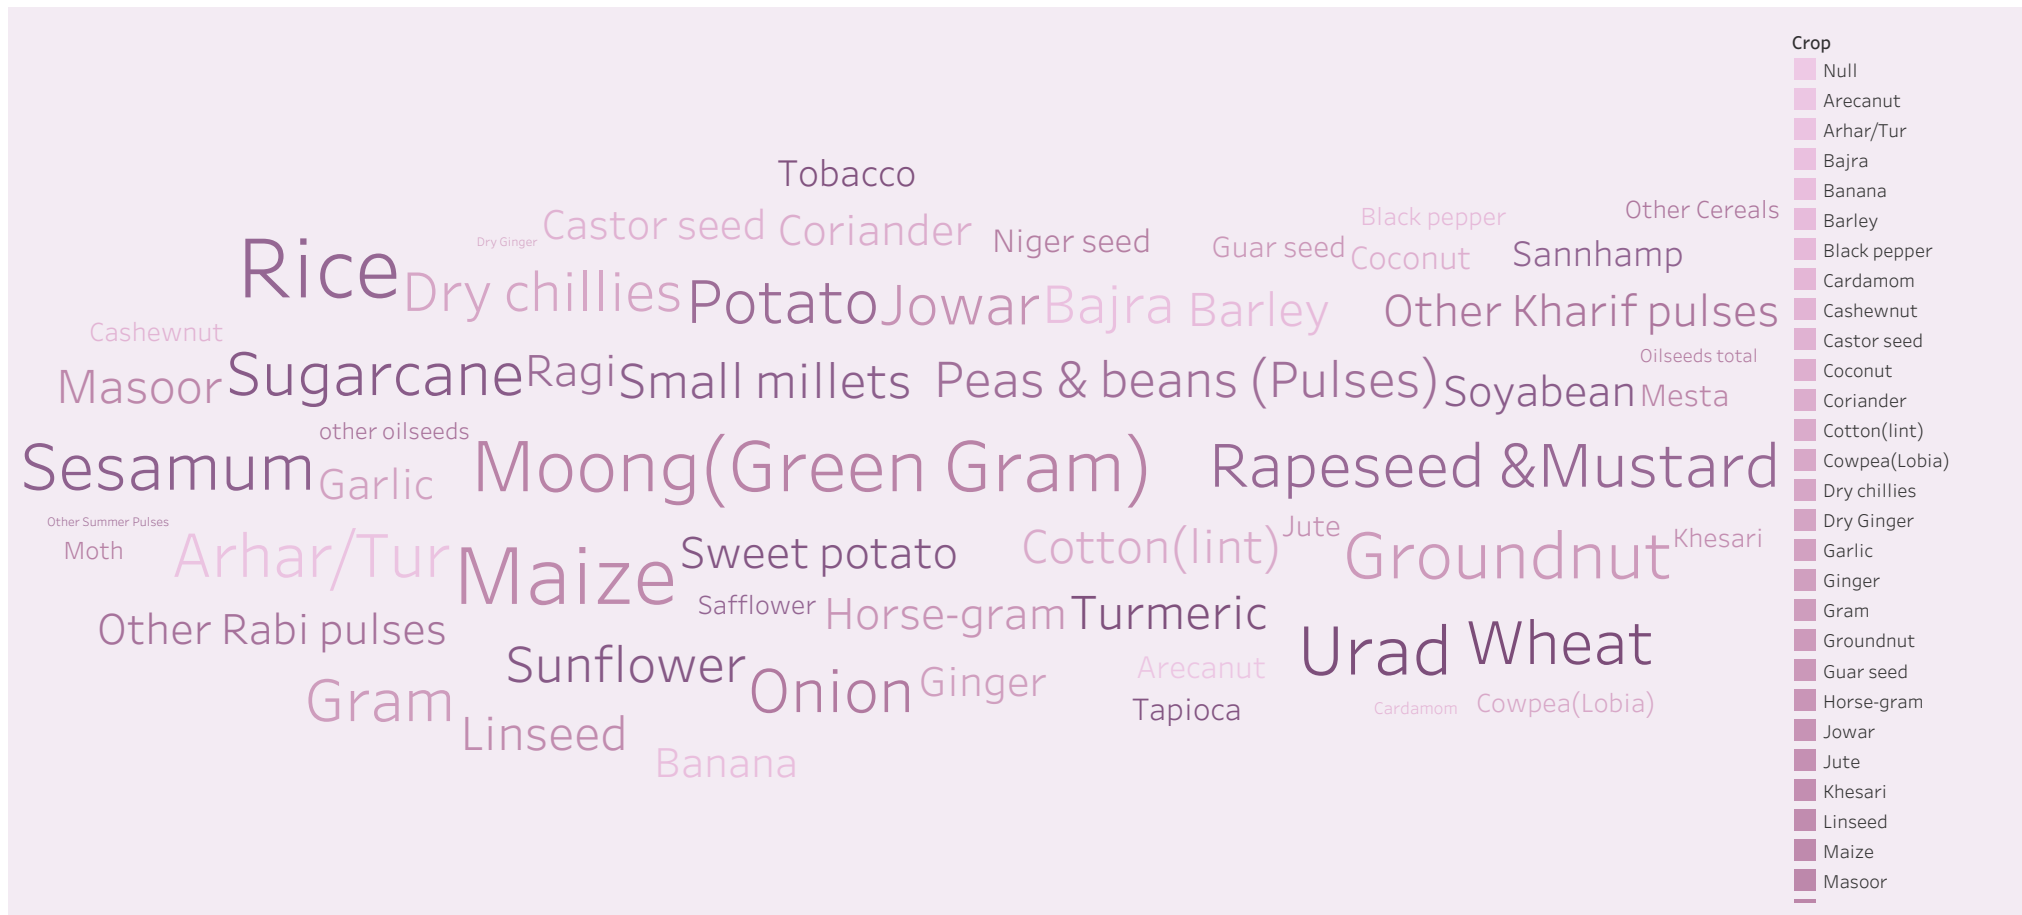 Tobacco
Castor seed
Coriander
Dry Ginger
Niger seed
Guar seed
Black pepper
Coconut
Other Cereals
Sannhamp
Rice
Dry chillies
Potato
Jowar
Bajra
Barley
Other Kharif pulses
Cashewnut
Masoor
Sugarcane
Ragi
Small millets
Peas & beans (Pulses)
Soyabean
Oilseeds total
Mesta
other oilseeds
Sesamum
Garlic
Moong(Green Gram)
Rapeseed &Mustard
Other Summer Pulses
Moth
Arhar/Tur
Maize
Sweet potato
Cotton(lint)
Jute
Groundnut
Khesari
Other Rabi pulses
Safflower
Horse-gram
Turmeric
Urad
Wheat
Sunflower
Onion
Ginger
Arecanut
Gram
Linseed
Tapioca
Cardamom
Cowpea(Lobia)
Banana
Crop
Null
Arecanut
Arhar/Tur
Bajra
Banana
Barley
Black pepper
Cardamom
Cashewnut
Castor seed
Coconut
Coriander
Cotton(lint)
Cowpea(Lobia)
Dry chillies
Dry Ginger
Garlic
Ginger
Gram
Groundnut
Guar seed
Horse-gram
Jowar
Jute
Khesari
Linseed
Maize
Masoor